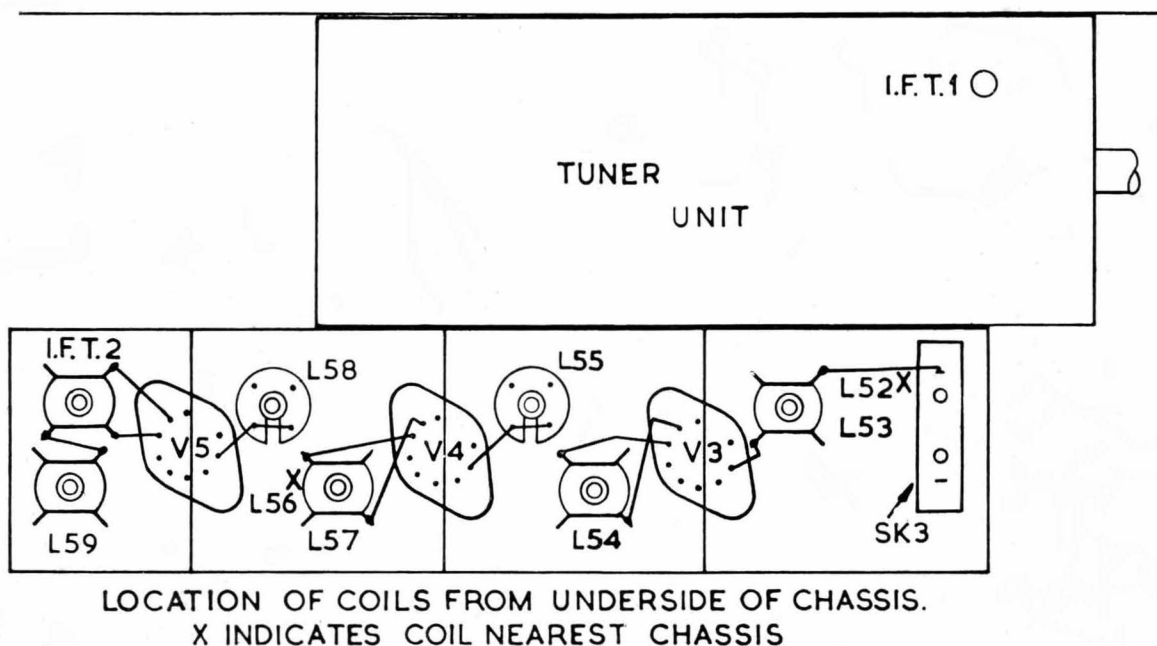 I.F.T.1
TUNER
UNIT
I.F.T.2
L58
L55
L52 X
L53
V5
V4
V3
X
L56
L59
L57
L54
SK3
LOCATION OF COILS FROM UNDERSIDE OF CHASSIS.
X INDICATES COIL NEAREST CHASSIS